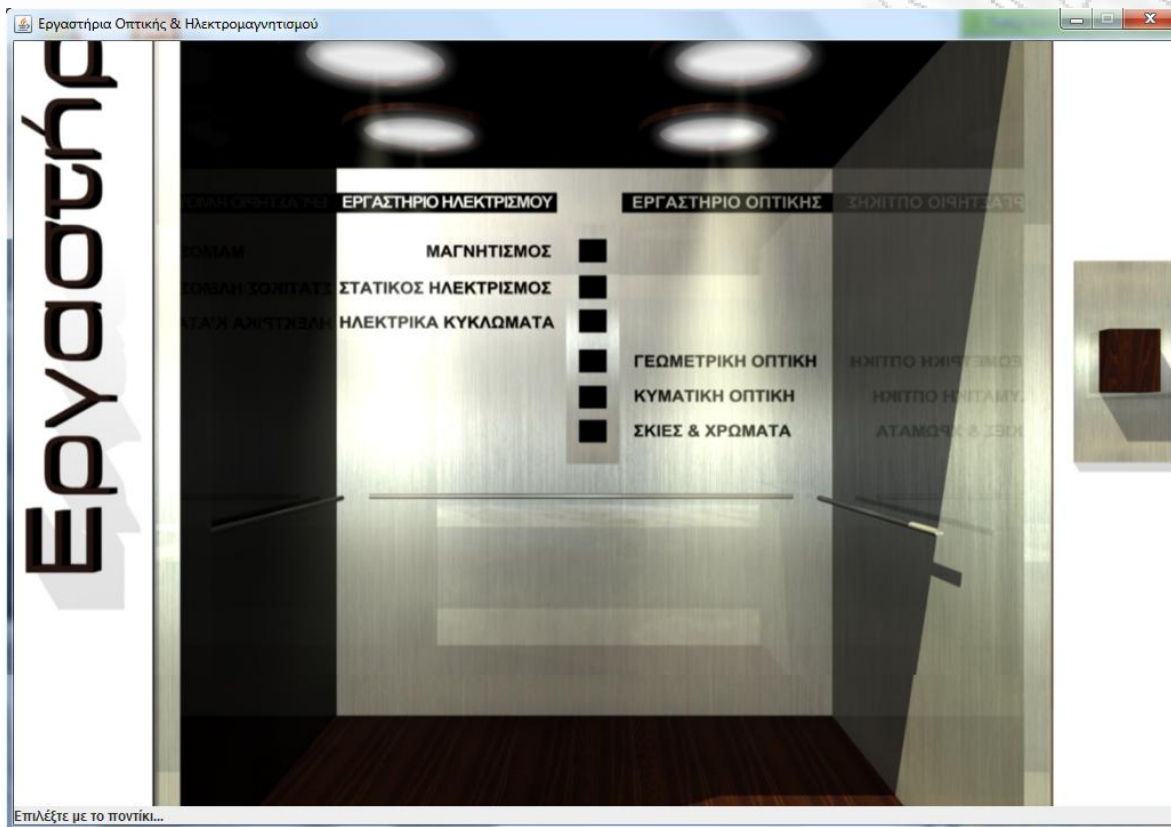 Εργαστήρια Οπτικής & Ηλεκτρομαγνητισμού
Εργαστήρ
ΕΡΓΑΣΤΗΡΙΟ ΗΛΕΚΤΡΙΣΜΟΥ
ΕΡΓΑΣΤΗΡΙΟ ΟΠΤΙΚΗΣ
ΜΑΓΝΗΤΙΣΜΟΣ
ΣΤΑΤΙΚΟΣ ΗΛΕΚΤΡΙΣΜΟΣ
ΗΛΕΚΤΡΙΚΑ ΚΥΚΛΩΜΑΤΑ
ΓΕΩΜΕΤΡΙΚΗ ΟΠΤΙΚΗ
ΚΥΜΑΤΙΚΗ ΟΠΤΙΚΗ
ΣΚΙΕΣ & ΧΡΩΜΑΤΑ
Επιλέξτε με το ποντίκι...